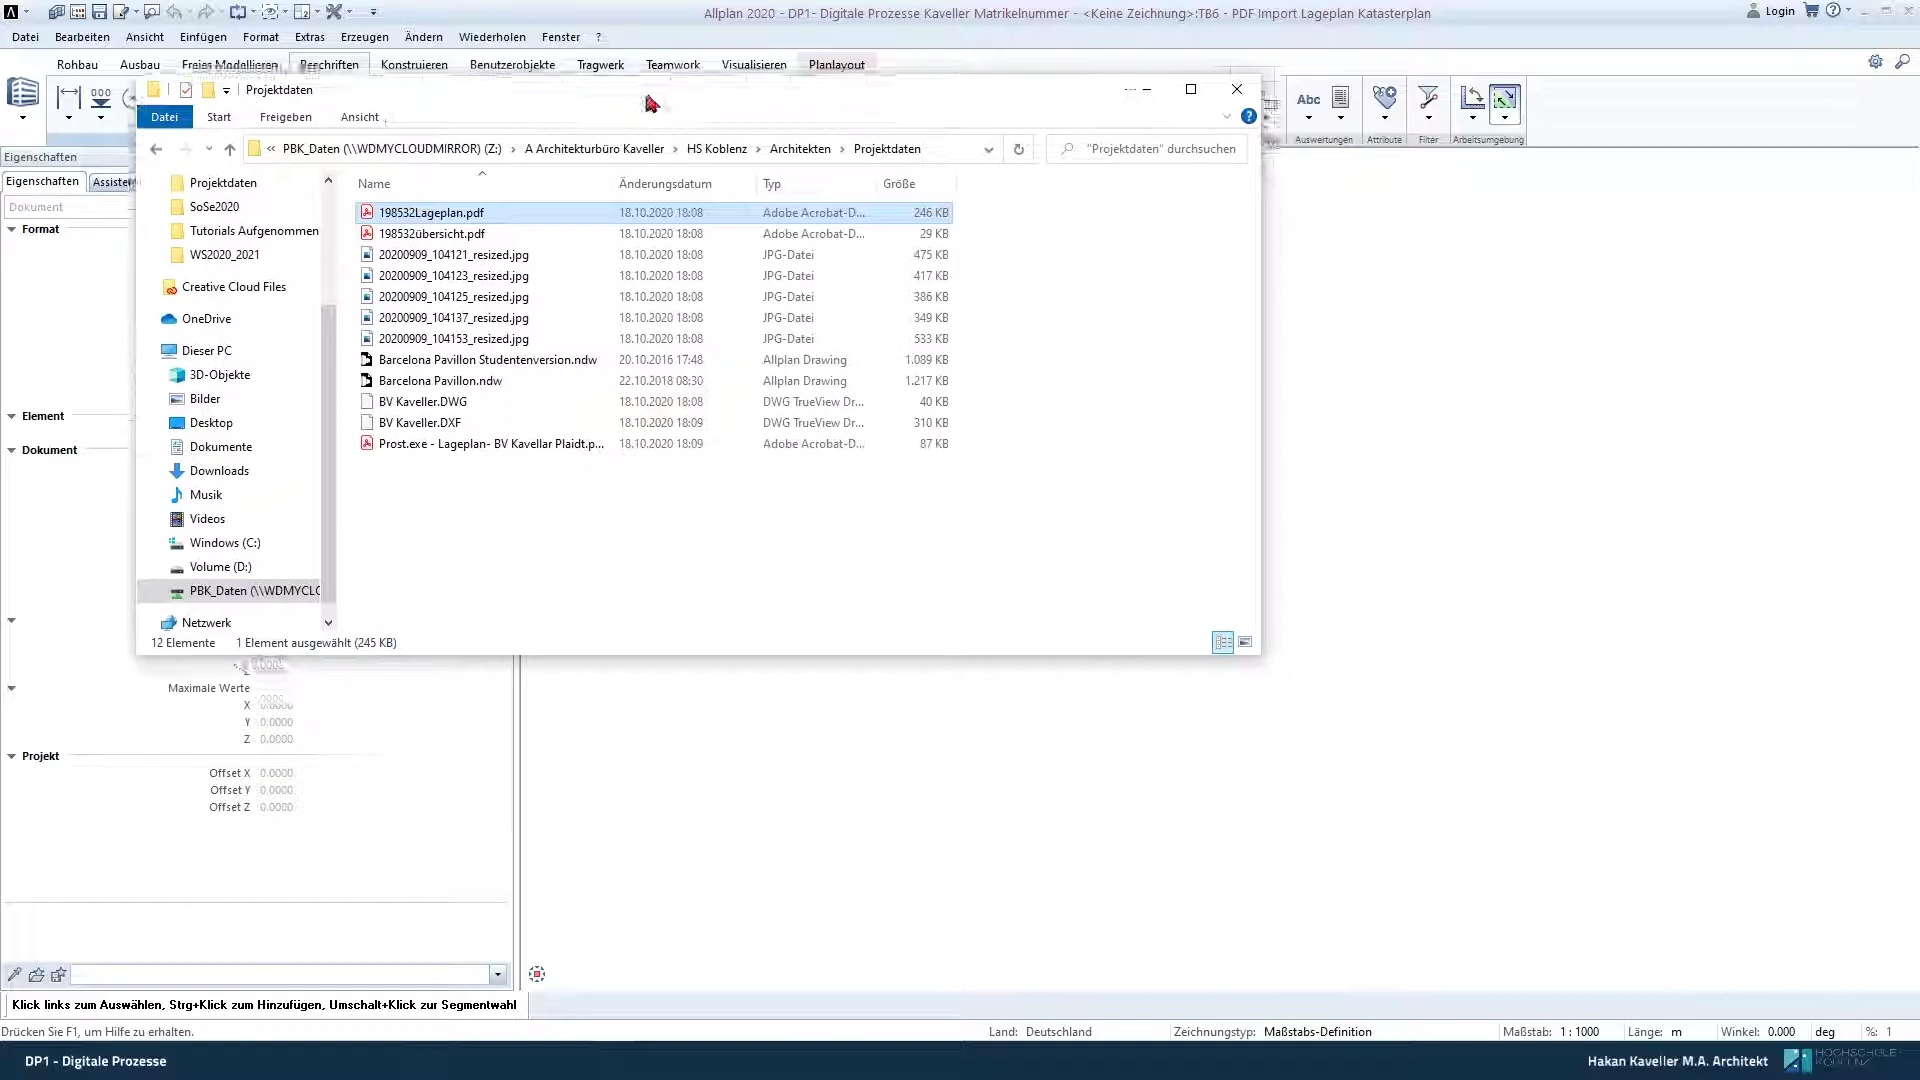 Allplan 2020 - DP1- Digitale Prozesse Kaveller Matrikelnummer - <Keine Zeichnung>:TB6 - PDF Import Lageplan Katasterplan
Login
Datei Bearbeiten Ansicht Einfügen Format Extras Erzeugen Ändern Wiederholen Fenster ?
Rohbau Ausbau Freies Modellieren Beschriften Konstruieren Benutzerobjekte Tragwerk Teamwork Visualisieren Planlayout
Projektdaten
Datei Start Freigeben Ansicht
Abc
Auswertungen Attribute Filter Arbeitsumgebung
PBK_Daten (\\WDMYCLOUDMIRROR) (Z:) › A Architekturbüro Kaveller › HS Koblenz › Architekten › Projektdaten
"Projektdaten" durchsuchen
Eigenschaften
Eigenschaften
Dokument
Format
Element
Dokument
Projektdaten
SoSe2020
Tutorials Aufgenommen
WS2020_2021
Creative Cloud Files
OneDrive
Dieser PC
3D-Objekte
Bilder
Desktop
Dokumente
Downloads
Musik
Videos
Windows (C:)
Volume (D:)
PBK_Daten (\\WDMYCLO
Netzwerk
Name Änderungsdatum Typ Größe
198532Lageplan.pdf 18.10.2020 18:08 Adobe Acrobat-D... 246 KB
198532übersicht.pdf 18.10.2020 18:08 Adobe Acrobat-D... 29 KB
20200909_104121_resized.jpg 18.10.2020 18:08 JPG-Datei 475 KB
20200909_104123_resized.jpg 18.10.2020 18:08 JPG-Datei 417 KB
20200909_104125_resized.jpg 18.10.2020 18:08 JPG-Datei 386 KB
20200909_104137_resized.jpg 18.10.2020 18:08 JPG-Datei 349 KB
20200909_104153_resized.jpg 18.10.2020 18:08 JPG-Datei 533 KB
Barcelona Pavillon Studentenversion.ndw 20.10.2016 17:48 Allplan Drawing 1.089 KB
Barcelona Pavillon.ndw 22.10.2018 08:30 Allplan Drawing 1.217 KB
BV Kaveller.DWG 18.10.2020 18:08 DWG TrueView Dr... 40 KB
BV Kaveller.DXF 18.10.2020 18:09 DWG TrueView Dr... 310 KB
Prost.exe - Lageplan- BV Kavellar Plaidt.p... 18.10.2020 18:09 Adobe Acrobat-D... 87 KB
12 Elemente 1 Element ausgewählt (245 KB)
Maximale Werte
X 0.0000
Y 0.0000
Z 0.0000
Projekt
Offset X 0.0000
Offset Y 0.0000
Offset Z 0.0000
Klick links zum Auswählen, Strg+Klick zum Hinzufügen, Umschalt+Klick zur Segmentwahl
Drücken Sie F1, um Hilfe zu erhalten.
Land: Deutschland Zeichnungstyp: Maßstabs-Definition Maßstab: 1 : 1000 Länge: m Winkel: 0.000 deg %: 1
DP1 - Digitale Prozesse
Hakan Kaveller M.A. Architekt
HOCHSCHULE
KOBLENZ